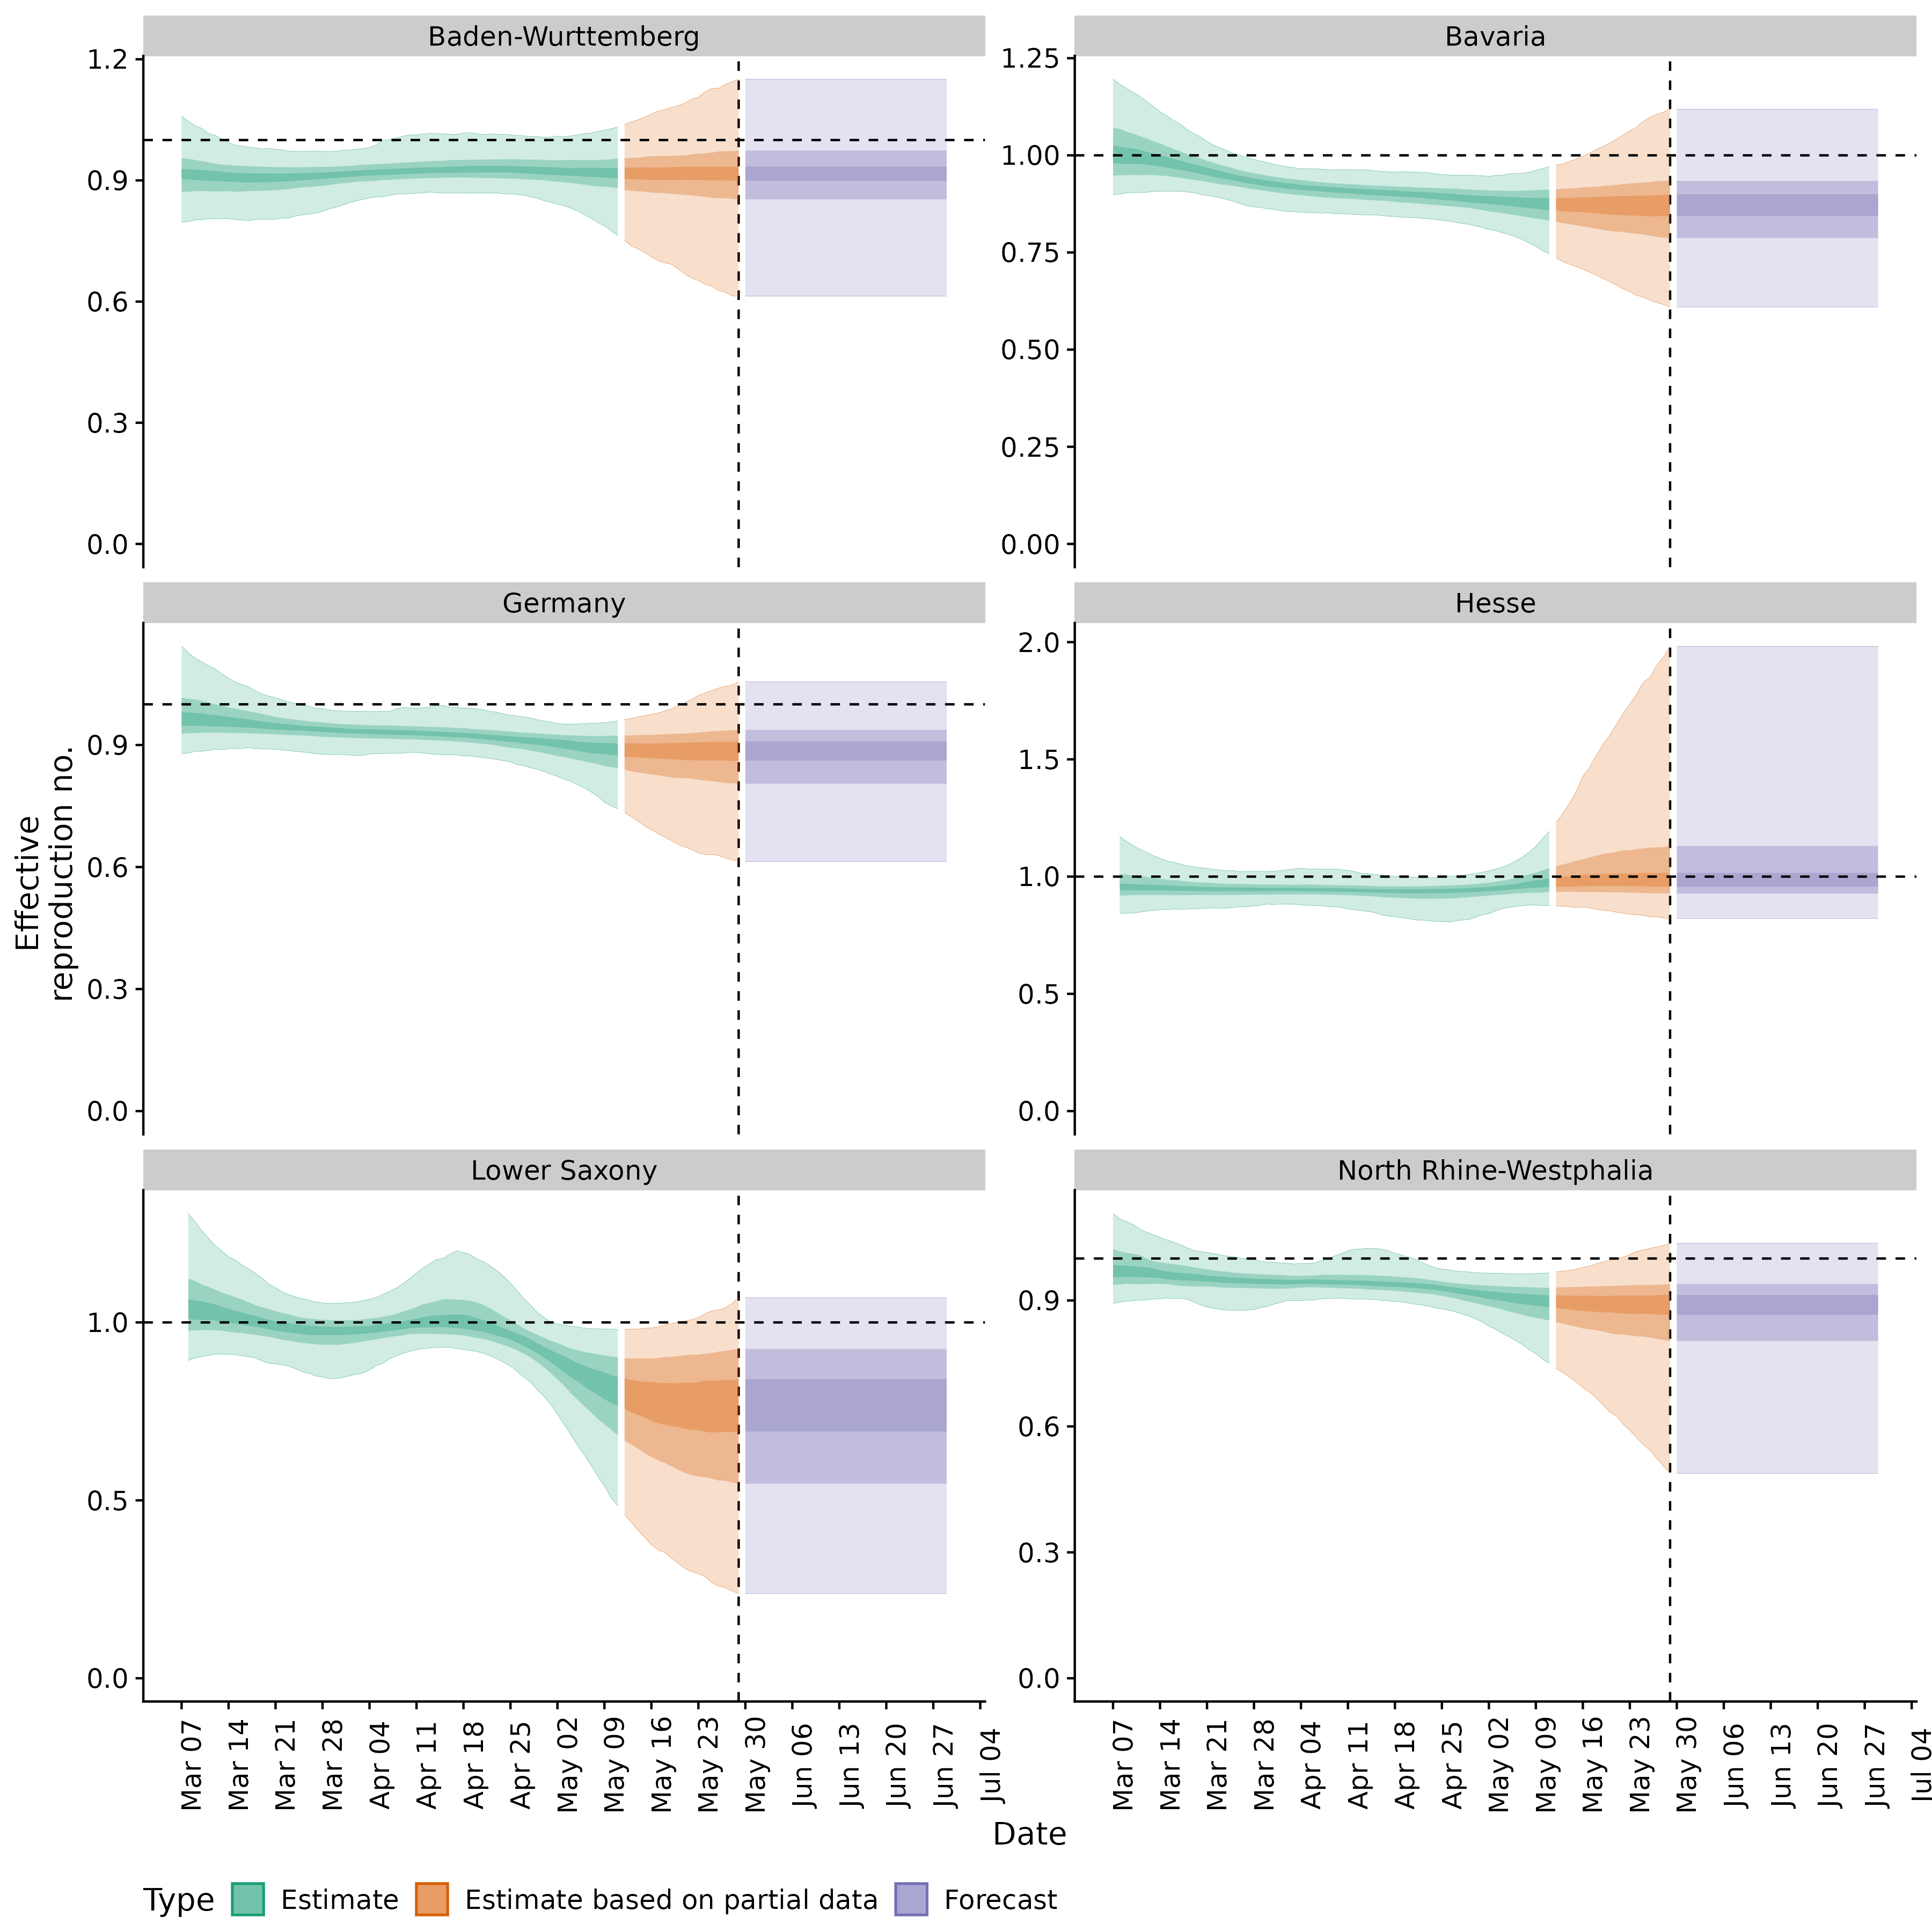 Baden-Wurttemberg
1.2
0.9
0.6
0.3
0.0
Bavaria
1.25
1.00
0.75
0.50
0.25
0.00
Germany
0.9
0.6
0.3
0.0
Hesse
2.0
1.5
1.0
0.5
0.0
Lower Saxony
1.0
0.5
0.0
North Rhine-Westphalia
0.9
0.6
0.3
0.0
Effective
reproduction no.
Mar 07
Mar 14
Mar 21
Mar 28
Apr 04
Apr 11
Apr 18
Apr 25
May 02
May 09
May 16
May 23
May 30
Jun 06
Jun 13
Jun 20
Jun 27
Jul 04
Mar 07
Mar 14
Mar 21
Mar 28
Apr 04
Apr 11
Apr 18
Apr 25
May 02
May 09
May 16
May 23
May 30
Jun 06
Jun 13
Jun 20
Jun 27
Jul 04
Date
Type Estimate Estimate based on partial data Forecast